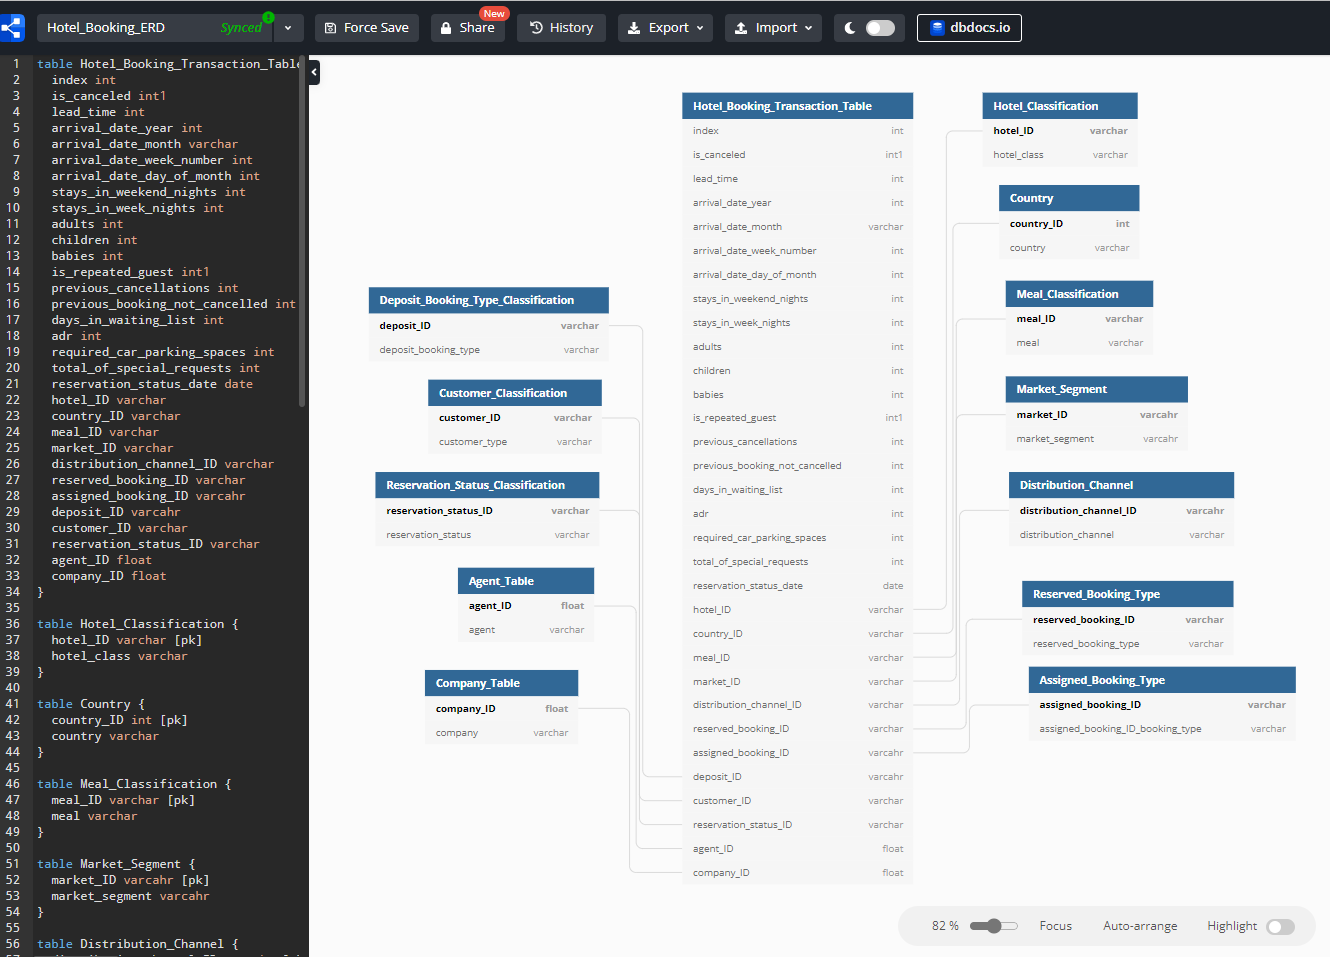 Hotel_Booking_ERD
Synced
Force Save
Share
New
History
Export
Import
dbdocs.io
1 table Hotel_Booking_Transaction_Table
2 index int
3 is_canceled int1
4 lead_time int
5 arrival_date_year int
6 arrival_date_month varchar
7 arrival_date_week_number int
8 arrival_date_day_of_month int
9 stays_in_weekend_nights int
10 stays_in_week_nights int
11 adults int
12 children int
13 babies int
14 is_repeated_guest int1
15 previous_cancellations int
16 previous_booking_not_cancelled int
17 days_in_waiting_list int
18 adr int
19 required_car_parking_spaces int
20 total_of_special_requests int
21 reservation_status_date date
22 hotel_ID varchar
23 country_ID varchar
24 meal_ID varchar
25 market_ID varchar
26 distribution_channel_ID varchar
27 reserved_booking_ID varchar
28 assigned_booking_ID varcahr
29 deposit_ID varcahr
30 customer_ID varchar
31 reservation_status_ID varchar
32 agent_ID float
33 company_ID float
34 }
35
36 table Hotel_Classification {
37 hotel_ID varchar [pk]
38 hotel_class varchar
39 }
40
41 table Country {
42 country_ID int [pk]
43 country varchar
44 }
45
46 table Meal_Classification {
47 meal_ID varchar [pk]
48 meal varchar
49 }
50
51 table Market_Segment {
52 market_ID varcahr [pk]
53 market_segment varcahr
54 }
55
56 table Distribution_Channel {
Deposit_Booking_Type_Classification
deposit_ID varchar
deposit_booking_type varchar
Customer_Classification
customer_ID varchar
customer_type varchar
Reservation_Status_Classification
reservation_status_ID varchar
reservation_status varchar
Agent_Table
agent_ID float
agent varchar
Company_Table
company_ID float
company varchar
Hotel_Booking_Transaction_Table
index int
is_canceled int1
lead_time int
arrival_date_year int
arrival_date_month varchar
arrival_date_week_number int
arrival_date_day_of_month int
stays_in_weekend_nights int
stays_in_week_nights int
adults int
children int
babies int
is_repeated_guest int1
previous_cancellations int
previous_booking_not_cancelled int
days_in_waiting_list int
adr int
required_car_parking_spaces int
total_of_special_requests int
reservation_status_date date
hotel_ID varchar
country_ID varchar
meal_ID varchar
market_ID varchar
distribution_channel_ID varchar
reserved_booking_ID varchar
assigned_booking_ID varcahr
deposit_ID varcahr
customer_ID varchar
reservation_status_ID varchar
agent_ID float
company_ID float
Hotel_Classification
hotel_ID varchar
hotel_class varchar
Country
country_ID int
country varchar
Meal_Classification
meal_ID varchar
meal varchar
Market_Segment
market_ID varcahr
market_segment varcahr
Distribution_Channel
distribution_channel_ID varcahr
distribution_channel varchar
Reserved_Booking_Type
reserved_booking_ID varchar
reserved_booking_type varchar
Assigned_Booking_Type
assigned_booking_ID varchar
assigned_booking_ID_booking_type varchar
82 %
Focus
Auto-arrange
Highlight